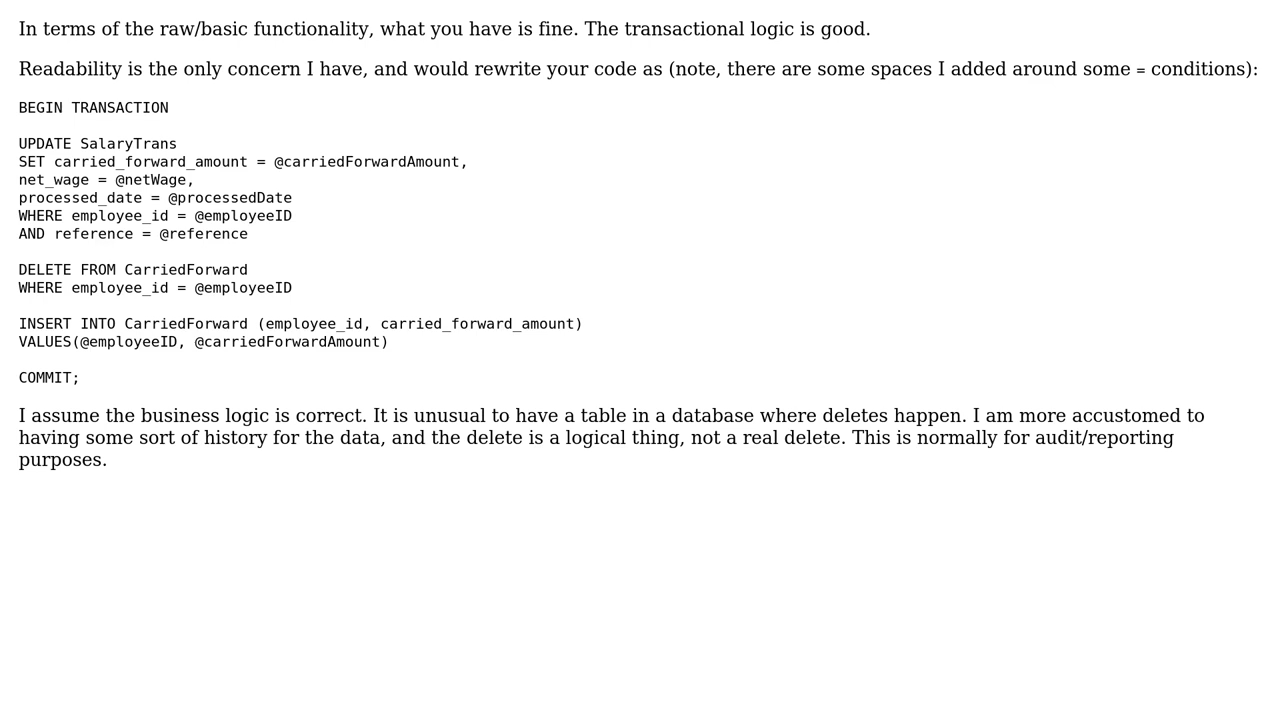 In terms of the raw/basic functionality, what you have is fine. The transactional logic is good.
Readability is the only concern I have, and would rewrite your code as (note, there are some spaces I added around some = conditions):
BEGIN TRANSACTION
UPDATE SalaryTrans
SET carried_forward_amount = @carriedForwardAmount,
net_wage = @netWage,
processed_date = @processedDate
WHERE employee_id = @employeeID
AND reference = @reference
DELETE FROM CarriedForward
WHERE employee_id = @employeeID
INSERT INTO CarriedForward (employee_id, carried_forward_amount)
VALUES(@employeeID, @carriedForwardAmount)
COMMIT;
I assume the business logic is correct. It is unusual to have a table in a database where deletes happen. I am more accustomed to
having some sort of history for the data, and the delete is a logical thing, not a real delete. This is normally for audit/reporting
purposes.